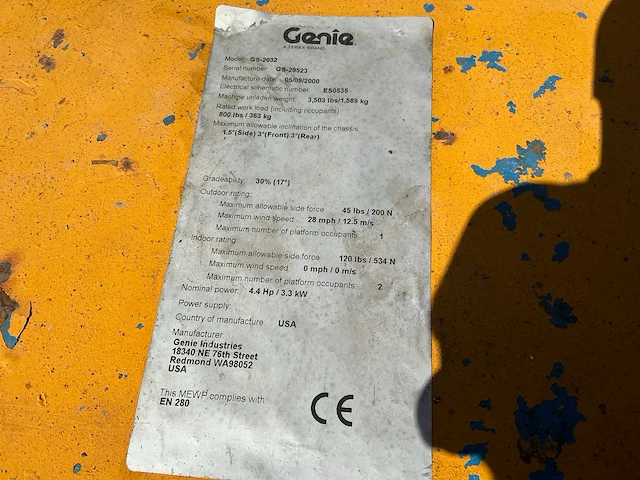 Genie
A TEREX BRAND
Model: GS-2032
Serial number: GS-29523
Manufacture date: 05/09/2000
Electrical schematic number: ES0535
Machine unladen weight: 3,503 lbs/1,589 kg
Rated work load (including occupants):
800 lbs / 363 kg
Maximum allowable inclination of the chassis:
1.5°(Side) 3°(Front) 3°(Rear)
Gradeability: 30% (17°)
Outdoor rating:
Maximum allowable side force: 45 lbs / 200 N
Maximum wind speed: 28 mph / 12.5 m/s
Maximum number of platform occupants: 1
Indoor rating:
Maximum allowable side force: 120 lbs / 534 N
Maximum wind speed: 0 mph / 0 m/s
Maximum number of platform occupants: 2
Nominal power: 4.4 Hp / 3.3 kW
Power supply:
Country of manufacture: USA
Manufacturer:
Genie Industries
18340 NE 76th Street
Redmond WA98052
USA
This MEWP complies with:
EN 280
CE